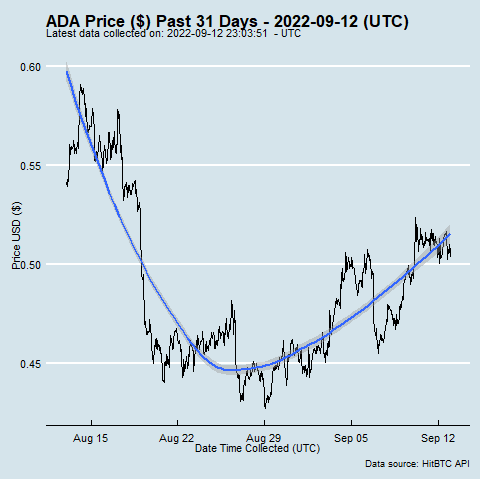 ADA Price ($) Past 31 Days - 2022-09-12 (UTC)
Latest data collected on: 2022-09-12 23:03:51 - UTC
0.60
0.55
0.50
0.45
Price USD ($)
Aug 15 Aug 22 Aug 29 Sep 05 Sep 12
Date Time Collected (UTC)
Data source: HitBTC API